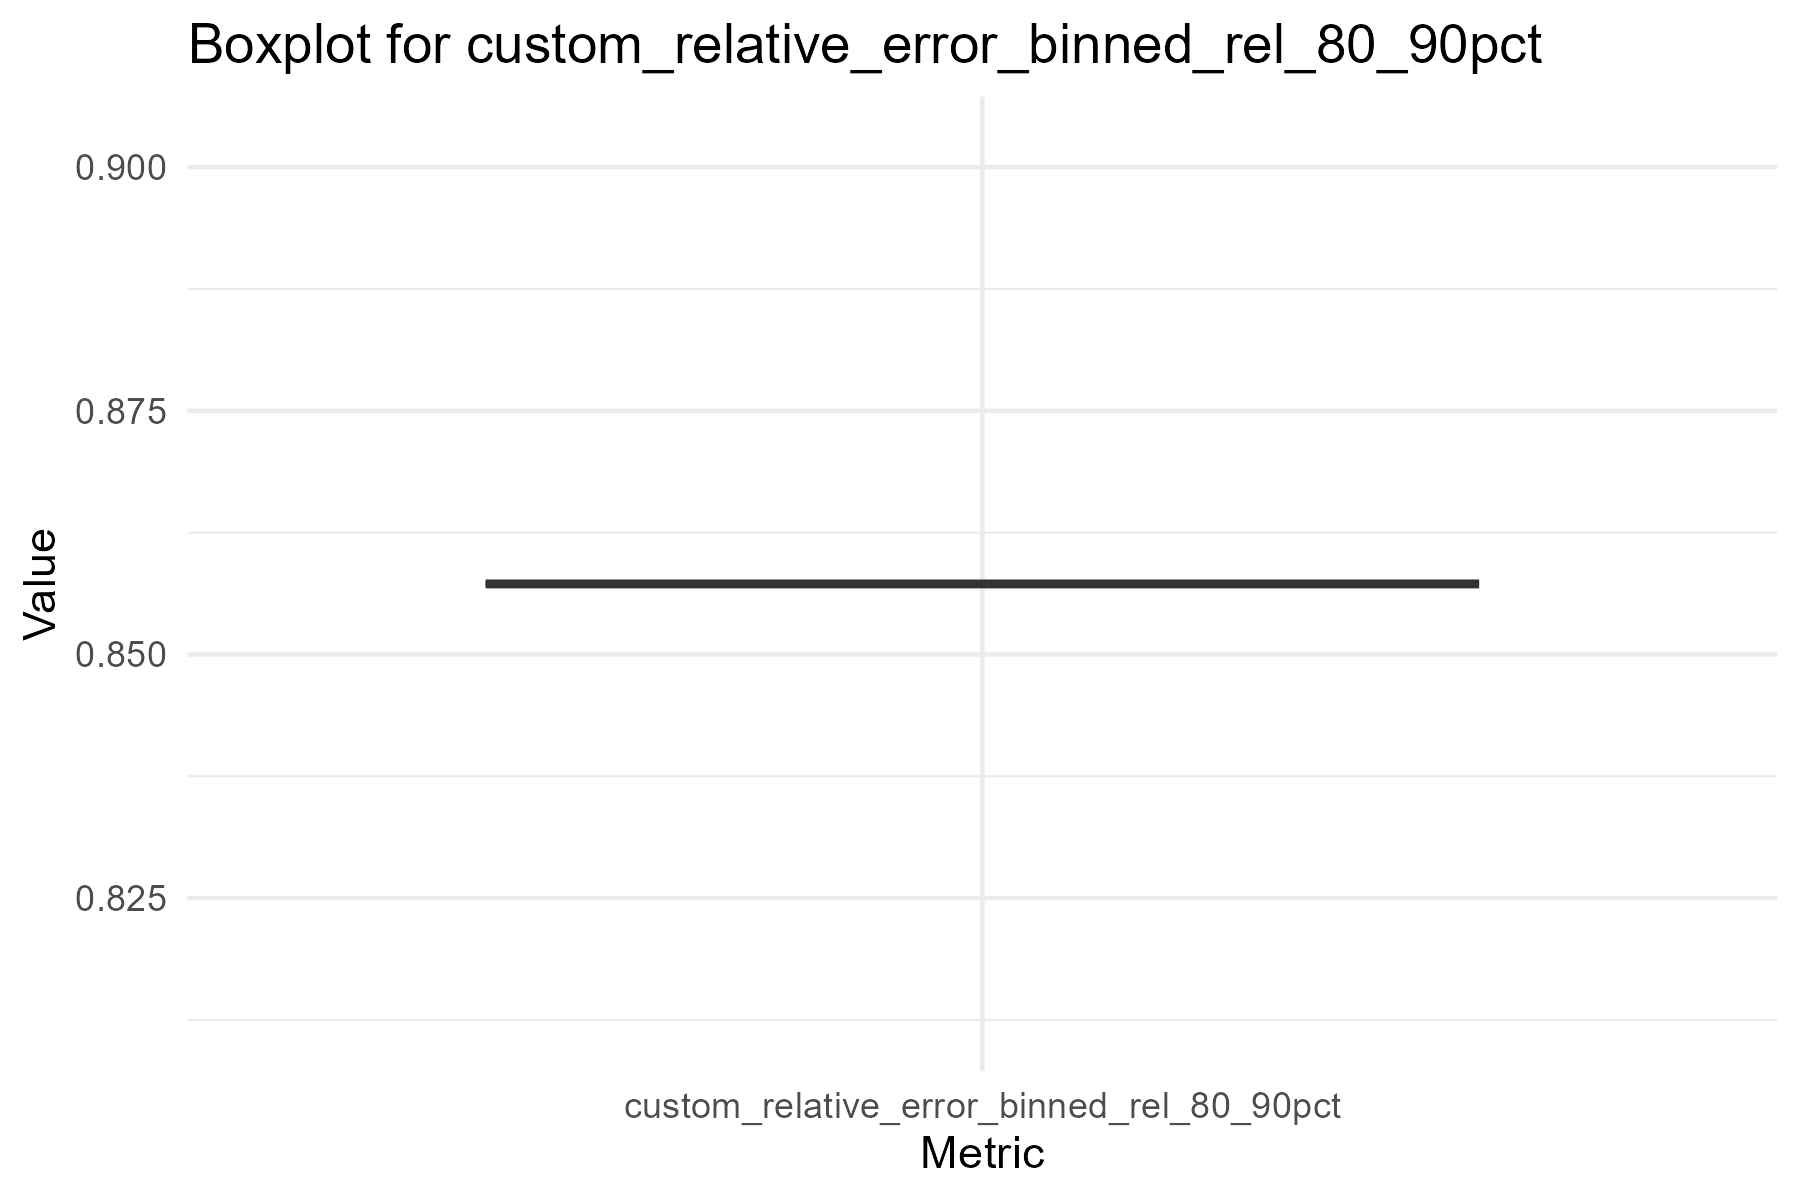 Boxplot for custom_relative_error_binned_rel_80_90pct
0.900
0.875
0.850
0.825
Value
custom_relative_error_binned_rel_80_90pct
Metric